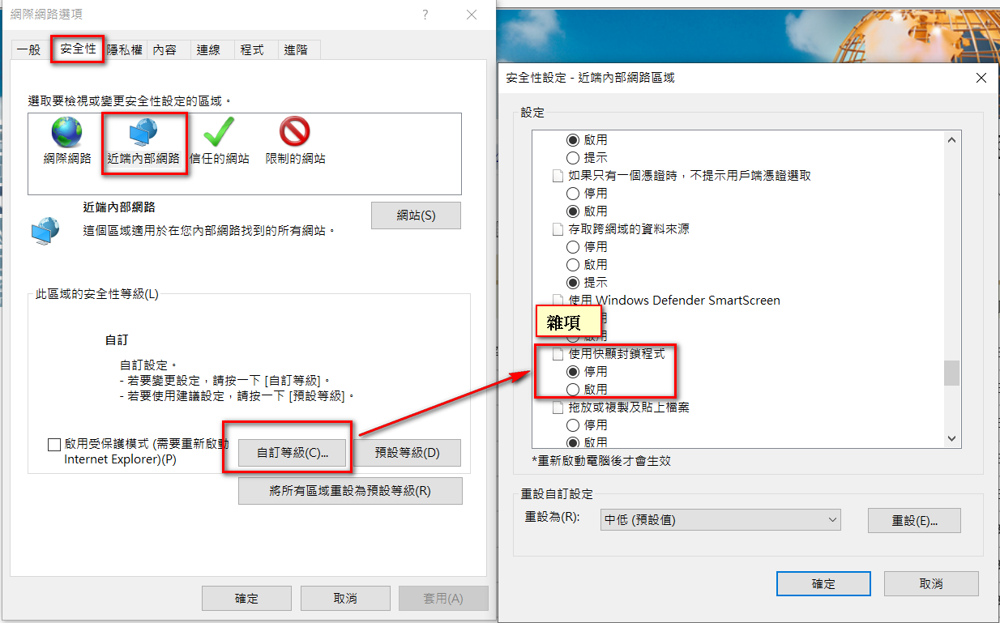 網際網路選項
?
一般
安全性
隱私權
內容
連線
程式
進階
選取要檢視或變更安全性設定的區域。
網際網路
近端內部網路
信任的網站
限制的網站
近端內部網路
這個區域適用於在您內部網路找到的所有網站。
網站(S)
此區域的安全性等級(L)
自訂
自訂設定。
- 若要變更設定，請按一下 [自訂等級]。
- 若要使用建議設定，請按一下 [預設等級]。
啟用受保護模式 (需要重新啟動
Internet Explorer)(P)
自訂等級(C)...
預設等級(D)
將所有區域重設為預設等級(R)
確定
取消
套用(A)
安全性設定 - 近端內部網路區域
設定
啟用
提示
如果只有一個憑證時，不提示用戶端憑證選取
停用
啟用
存取跨網域的資料來源
停用
啟用
提示
使用 Windows Defender SmartScreen
用
啟用
雜項
使用快顯封鎖程式
停用
啟用
拖放或複製及貼上檔案
停用
啟用
*重新啟動電腦後才會生效
重設自訂設定
重設為(R):
中低 (預設值)
重設(E)...
確定
取消